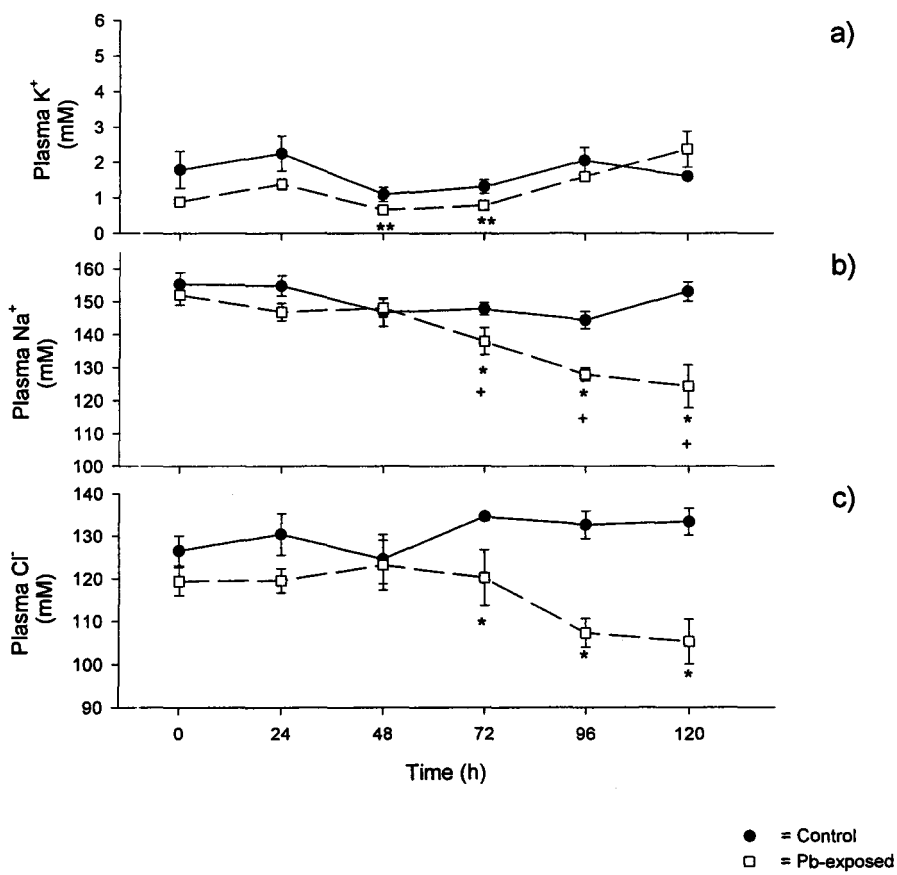 a)
Plasma K⁺
(mM)
6
5
4
3
2
1
0
** **
b)
Plasma Na⁺
(mM)
160
150
140
130
120
110
100
* * *
+ + +
c)
Plasma Cl⁻
(mM)
140
130
120
110
100
90
* * *
0 24 48 72 96 120
Time (h)
● = Control
□ = Pb-exposed